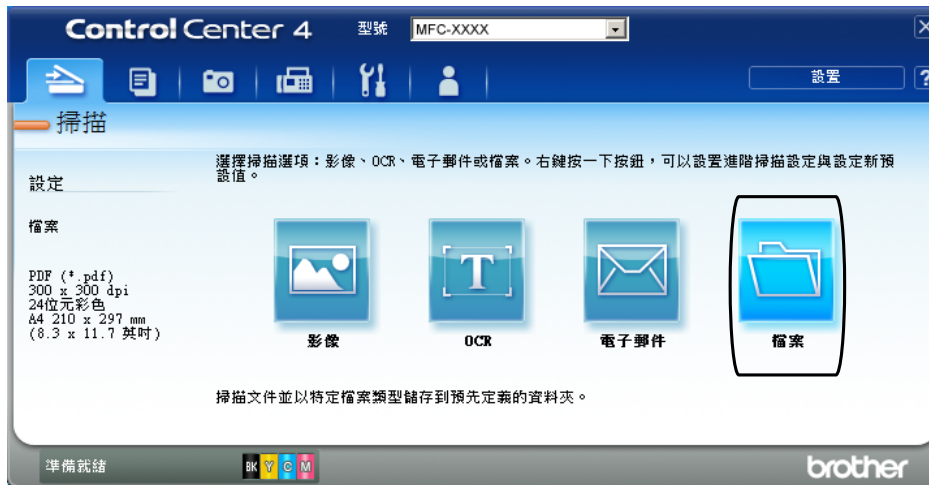 Control Center 4 型號 MFC-XXXX
設置 ?
掃描
選擇掃描選項：影像、OCR、電子郵件或檔案。右鍵按一下按鈕，可以設置進階掃描設定與設定新預
設值。
設定
檔案
PDF (*.pdf)
300 x 300 dpi
24位元彩色
A4 210 x 297 mm
(8.3 x 11.7 英吋)
T
影像 OCR 電子郵件 檔案
掃描文件並以特定檔案類型儲存到預先定義的資料夾。
準備就緒 BK Y C M brother